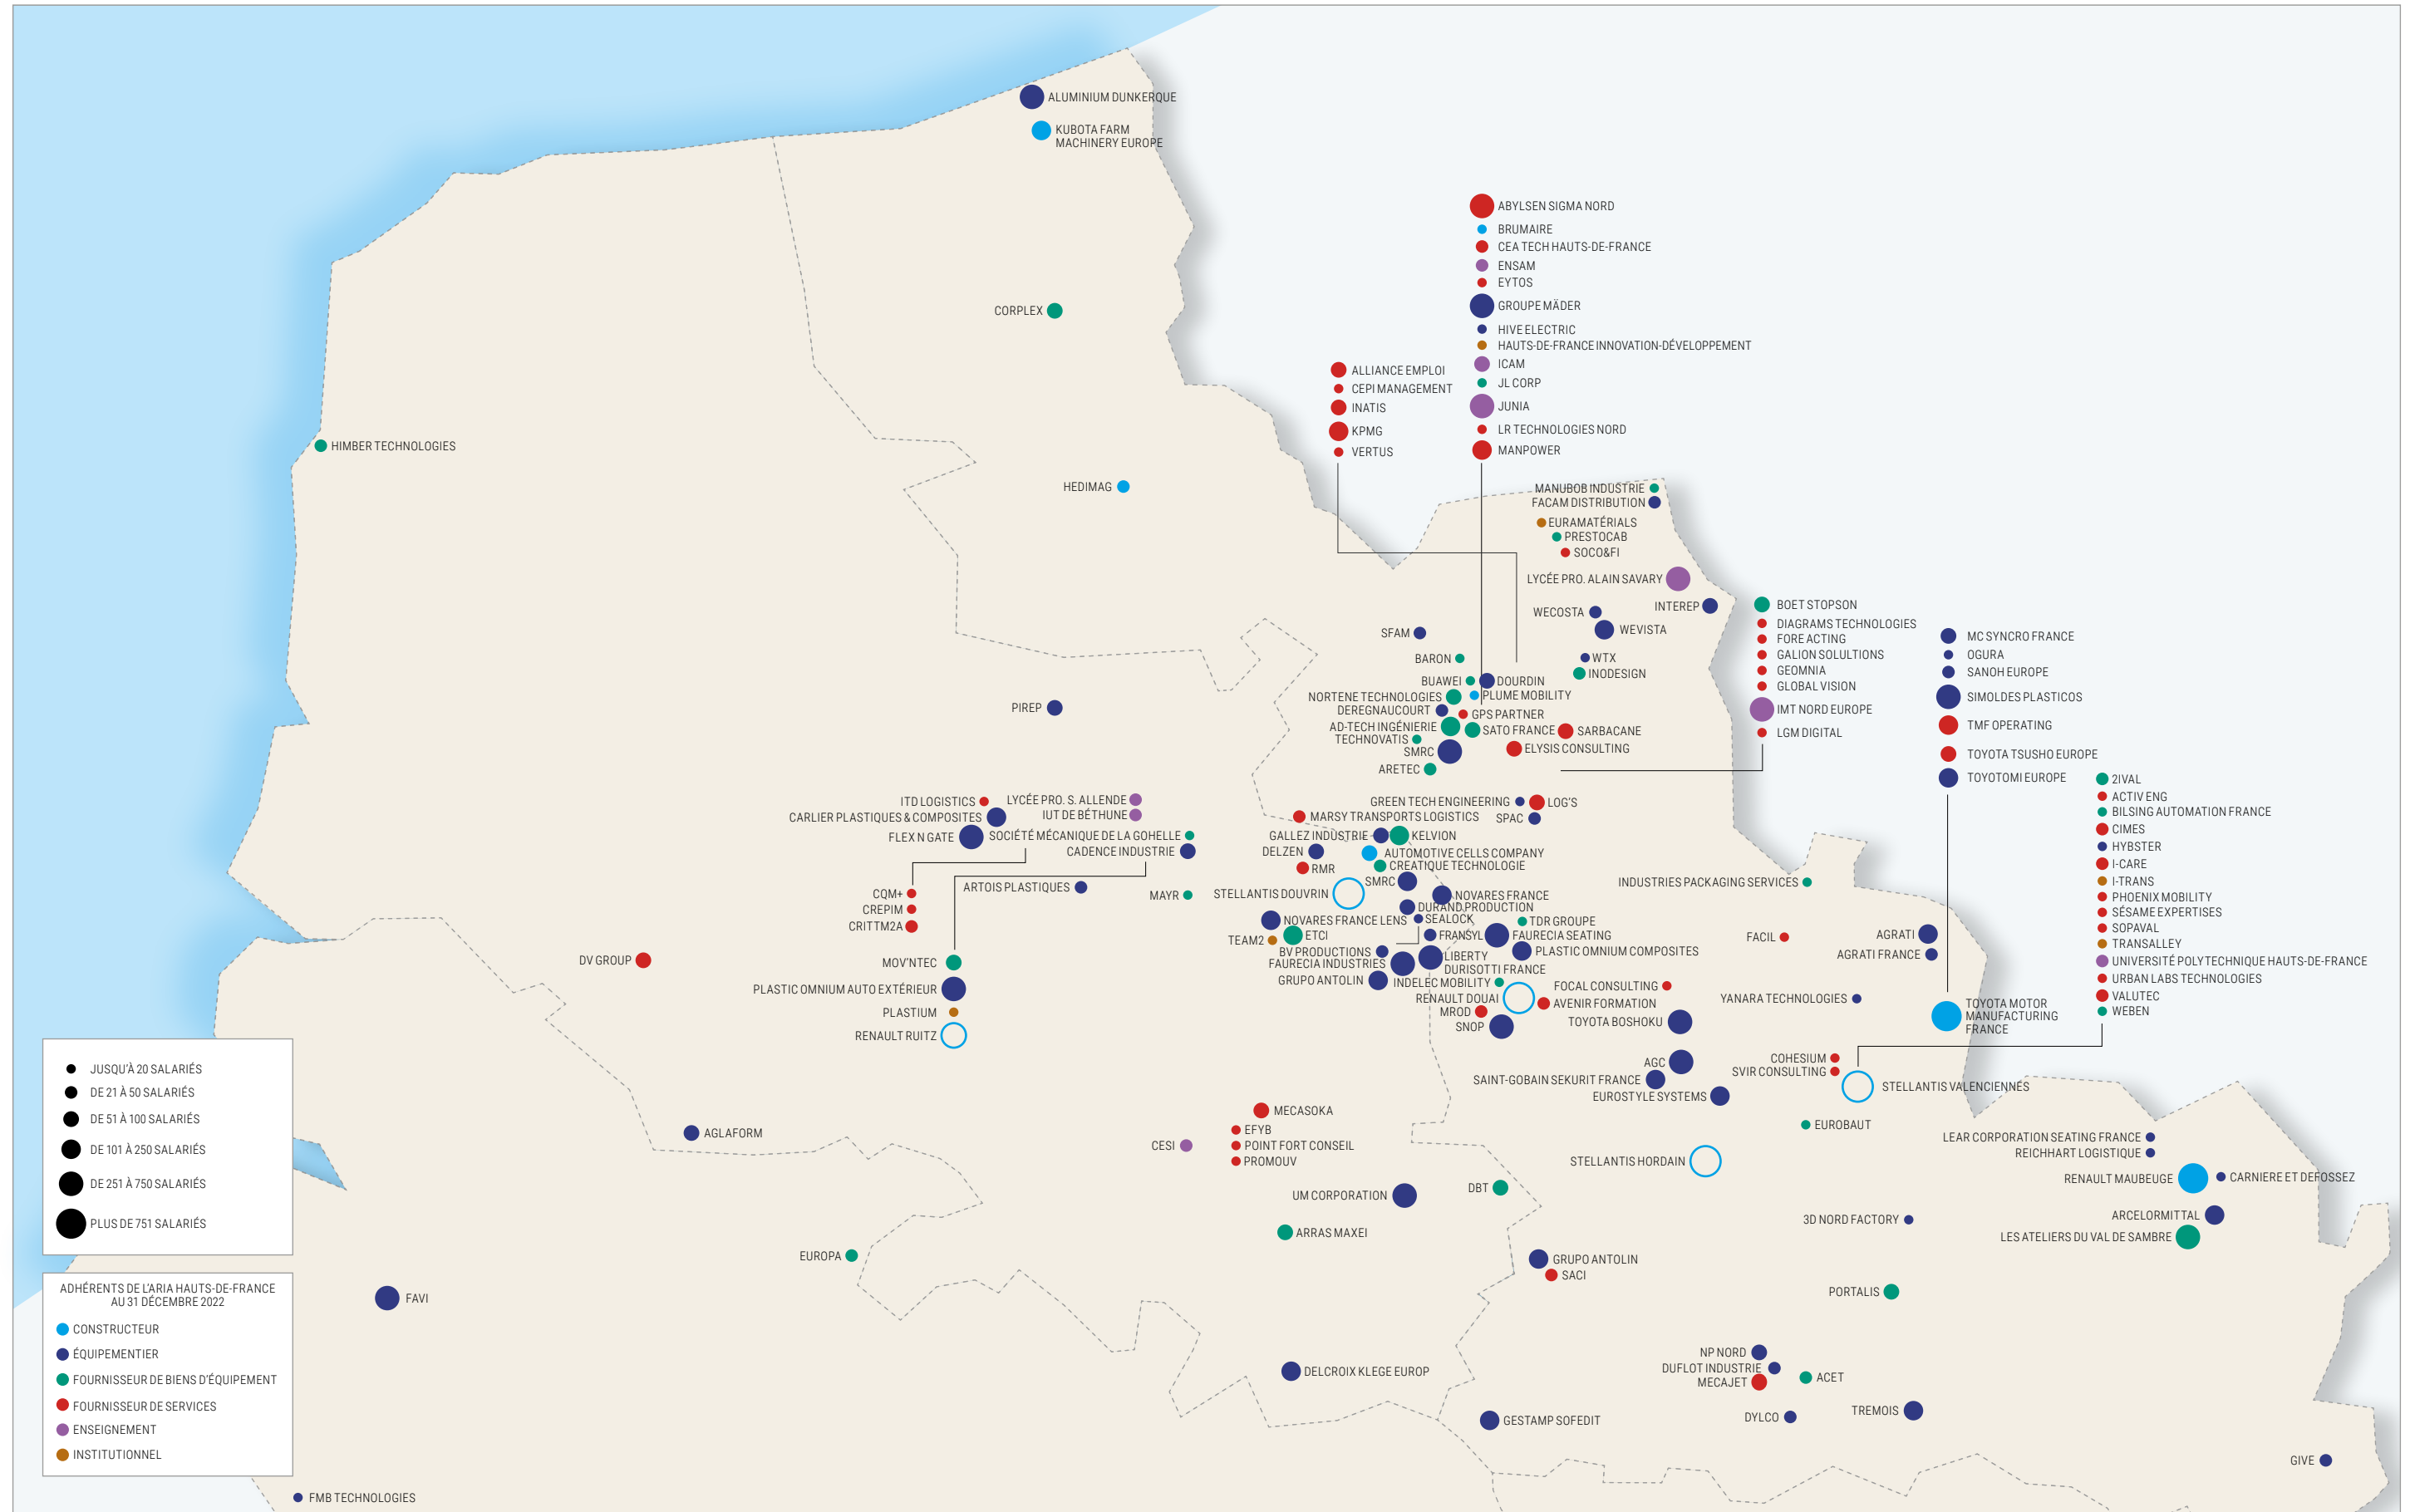 ALUMINIUM DUNKERQUE
KUBOTA FARM
MACHINERY EUROPE
CORPLEX
HIMBER TECHNOLOGIES
HEDIMAG
ABYLSEN SIGMA NORD
BRUMAIRE
CEA TECH HAUTS-DE-FRANCE
ENSAM
EYTOS
GROUPE MÄDER
HIVE ELECTRIC
HAUTS-DE-FRANCE INNOVATION-DÉVELOPPEMENT
ICAM
JL CORP
JUNIA
LR TECHNOLOGIES NORD
MANPOWER
ALLIANCE EMPLOI
CEPI MANAGEMENT
INATIS
KPMG
VERTUS
MANUBOB INDUSTRIE
FACAM DISTRIBUTION
EURAMATÉRIALS
PRESTOCAB
SOCO&FI
LYCÉE PRO. ALAIN SAVARY
INTEREP
WECOSTA
WEVISTA
SFAM
BARON
WTX
INODESIGN
BUAWEI
DOURDIN
NORTENE TECHNOLOGIES
PLUME MOBILITY
DEREGNAUCOURT
GPS PARTNER
AD-TECH INGÉNIERIE
SATO FRANCE
SARBACANE
TECHNOVATIS
SMRC
ELYSIS CONSULTING
ARETEC
BOET STOPSON
DIAGRAMS TECHNOLOGIES
FORE ACTING
GALION SOLULTIONS
GEOMNIA
GLOBAL VISION
IMT NORD EUROPE
LGM DIGITAL
MC SYNCRO FRANCE
OGURA
SANOH EUROPE
SIMOLDES PLASTICOS
TMF OPERATING
TOYOTA TSUSHO EUROPE
TOYOTOMI EUROPE
2IVAL
ACTIV ENG
BILSING AUTOMATION FRANCE
CIMES
HYBSTER
I-CARE
I-TRANS
PHOENIX MOBILITY
SÉSAME EXPERTISES
SOPAVAL
TRANSALLEY
UNIVERSITÉ POLYTECHNIQUE HAUTS-DE-FRANCE
URBAN LABS TECHNOLOGIES
VALUTEC
WEBEN
PIREP
ITD LOGISTICS
LYCÉE PRO. S. ALLENDE
CARLIER PLASTIQUES & COMPOSITES
IUT DE BÉTHUNE
FLEX N GATE
SOCIÉTÉ MÉCANIQUE DE LA GOHELLE
CADENCE INDUSTRIE
ARTOIS PLASTIQUES
MAYR
CQM+
CREPIM
CRITTM2A
MOV'NTEC
PLASTIC OMNIUM AUTO EXTÉRIEUR
PLASTIUM
RENAULT RUITZ
DV GROUP
GREEN TECH ENGINEERING
LOG'S
MARSY TRANSPORTS LOGISTICS
SPAC
GALLEZ INDUSTRIE
KELVION
DELZEN
AUTOMOTIVE CELLS COMPANY
RMR
CREATIQUE TECHNOLOGIE
SMRC
STELLANTIS DOUVRIN
NOVARES FRANCE
DURAND PRODUCTION
NOVARES FRANCE LENS
SEALOCK
TDR GROUPE
TEAM2
ETCI
FRANSYL
FAURECIA SEATING
BV PRODUCTIONS
PLASTIC OMNIUM COMPOSITES
FAURECIA INDUSTRIES
LIBERTY
DURISOTTI FRANCE
GRUPO ANTOLIN
INDELEC MOBILITY
FOCAL CONSULTING
RENAULT DOUAI
AVENIR FORMATION
MROD
SNOP
TOYOTA BOSHOKU
INDUSTRIES PACKAGING SERVICES
FACIL
AGRATI
AGRATI FRANCE
YANARA TECHNOLOGIES
TOYOTA MOTOR
MANUFACTURING
FRANCE
AGC
SAINT-GOBAIN SEKURIT FRANCE
EUROSTYLE SYSTEMS
COHESIUM
SVIR CONSULTING
STELLANTIS VALENCIENNES
EUROBAUT
STELLANTIS HORDAIN
LEAR CORPORATION SEATING FRANCE
REICHHART LOGISTIQUE
RENAULT MAUBEUGE
CARNIERE ET DEFOSSEZ
ARCELORMITTAL
LES ATELIERS DU VAL DE SAMBRE
3D NORD FACTORY
AGLAFORM
MECASOKA
EFYB
CESI
POINT FORT CONSEIL
PROMOUV
UM CORPORATION
DBT
ARRAS MAXEI
EUROPA
GRUPO ANTOLIN
SACI
PORTALIS
FAVI
NP NORD
DUFLOT INDUSTRIE
MECAJET
ACET
DELCROIX KLEGE EUROP
GESTAMP SOFEDIT
DYLCO
TREMOIS
GIVE
FMB TECHNOLOGIES
JUSQU'À 20 SALARIÉS
DE 21 À 50 SALARIÉS
DE 51 À 100 SALARIÉS
DE 101 À 250 SALARIÉS
DE 251 À 750 SALARIÉS
PLUS DE 751 SALARIÉS
ADHÉRENTS DE L'ARIA HAUTS-DE-FRANCE
AU 31 DÉCEMBRE 2022
CONSTRUCTEUR
ÉQUIPEMENTIER
FOURNISSEUR DE BIENS D'ÉQUIPEMENT
FOURNISSEUR DE SERVICES
ENSEIGNEMENT
INSTITUTIONNEL